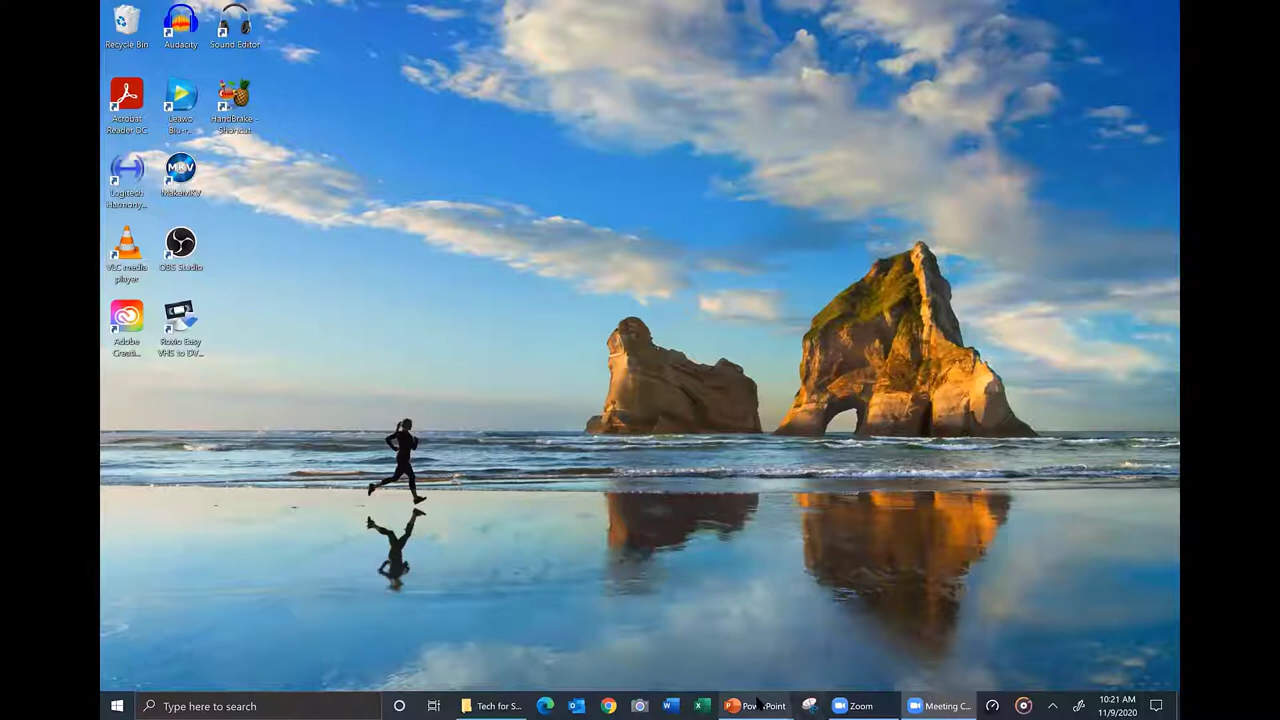 Recycle Bin
Audacity
Sound Editor
Acrobat
Reader DC
Leawo
Blu-r...
HandBrake -
Shortcut
Logitech
Harmony...
MKV
MakeMKV
VLC media
player
OBS Studio
Adobe
Creati...
Roxio Easy
VHS to DV...
Type here to search
Tech for S...
PowerPoint
Zoom
Meeting C...
10:21 AM
11/9/2020